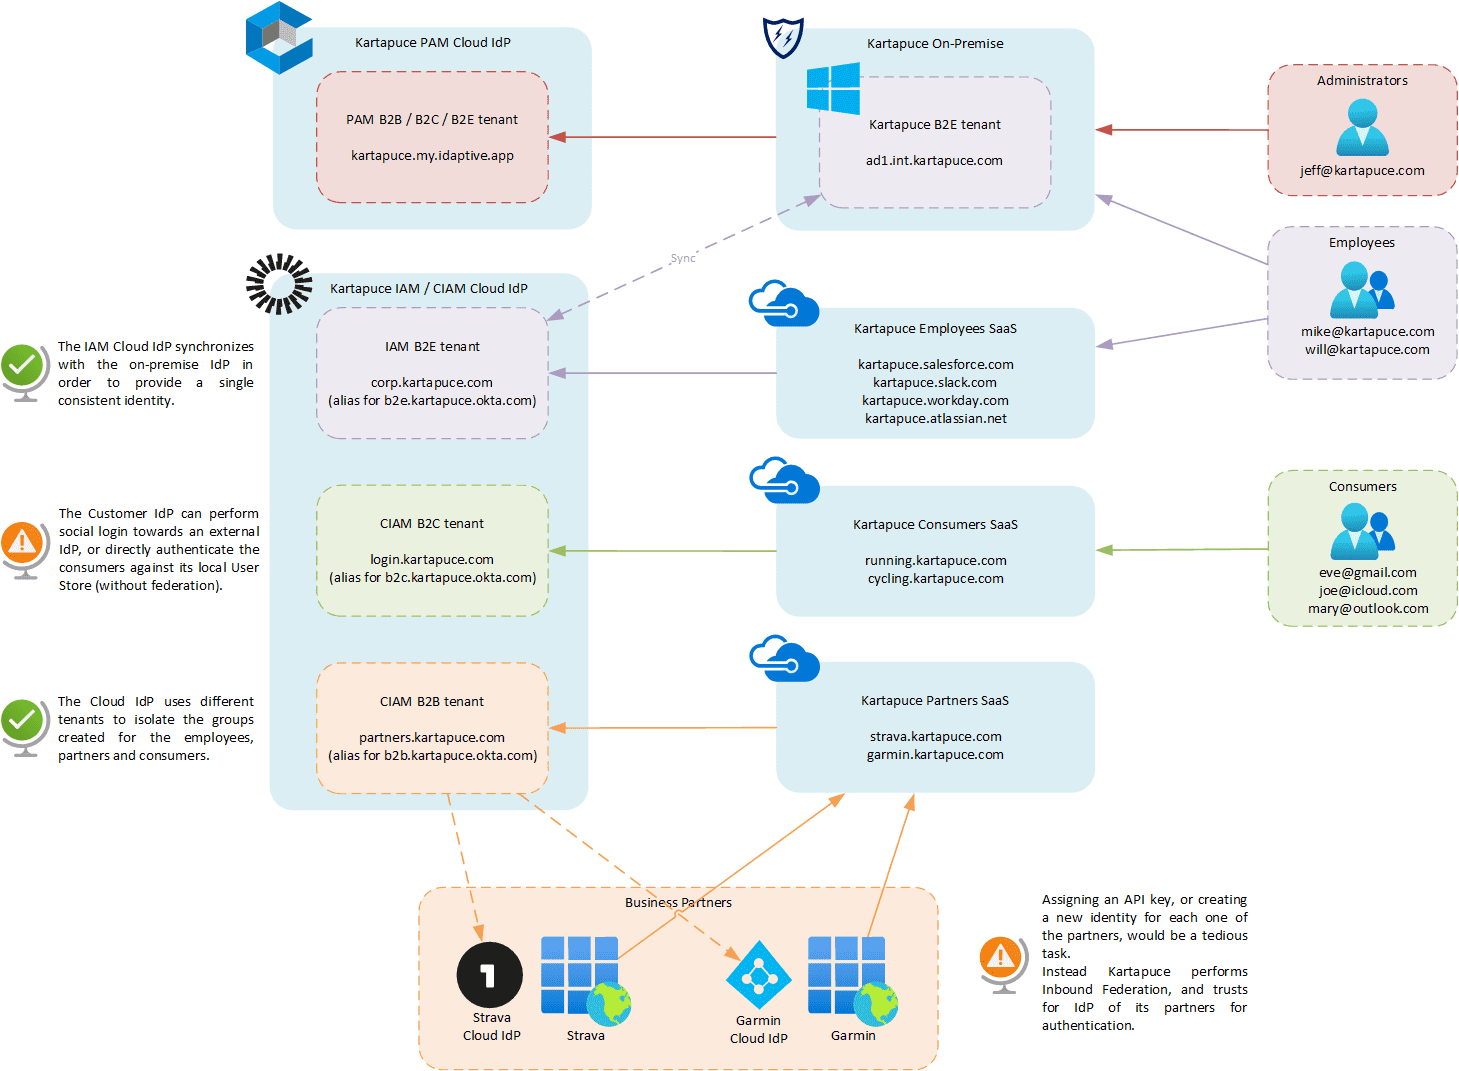 Kartapuce PAM Cloud IdP
PAM B2B / B2C / B2E tenant
kartapuce.my.idaptive.app
Kartapuce On-Premise
Kartapuce B2E tenant
ad1.int.kartapuce.com
Administrators
jeff@kartapuce.com
Employees
mike@kartapuce.com
will@kartapuce.com
Sync
Kartapuce IAM / CIAM Cloud IdP
IAM B2E tenant
corp.kartapuce.com
(alias for b2e.kartapuce.okta.com)
The IAM Cloud IdP synchronizes
with the on-premise IdP in
order to provide a single
consistent identity.
Kartapuce Employees SaaS
kartapuce.salesforce.com
kartapuce.slack.com
kartapuce.workday.com
kartapuce.atlassian.net
The Customer IdP can perform
social login towards an external
IdP, or directly authenticate the
consumers against its local User
Store (without federation).
CIAM B2C tenant
login.kartapuce.com
(alias for b2c.kartapuce.okta.com)
Kartapuce Consumers SaaS
running.kartapuce.com
cycling.kartapuce.com
Consumers
eve@gmail.com
joe@icloud.com
mary@outlook.com
The Cloud IdP uses different
tenants to isolate the groups
created for the employees,
partners and consumers.
CIAM B2B tenant
partners.kartapuce.com
(alias for b2b.kartapuce.okta.com)
Kartapuce Partners SaaS
strava.kartapuce.com
garmin.kartapuce.com
Business Partners
1
Strava
Cloud IdP
Strava
Garmin
Cloud IdP
Garmin
Assigning an API key, or creating
a new identity for each one of
the partners, would be a tedious
task.
Instead Kartapuce performs
Inbound Federation, and trusts
for IdP of its partners for
authentication.